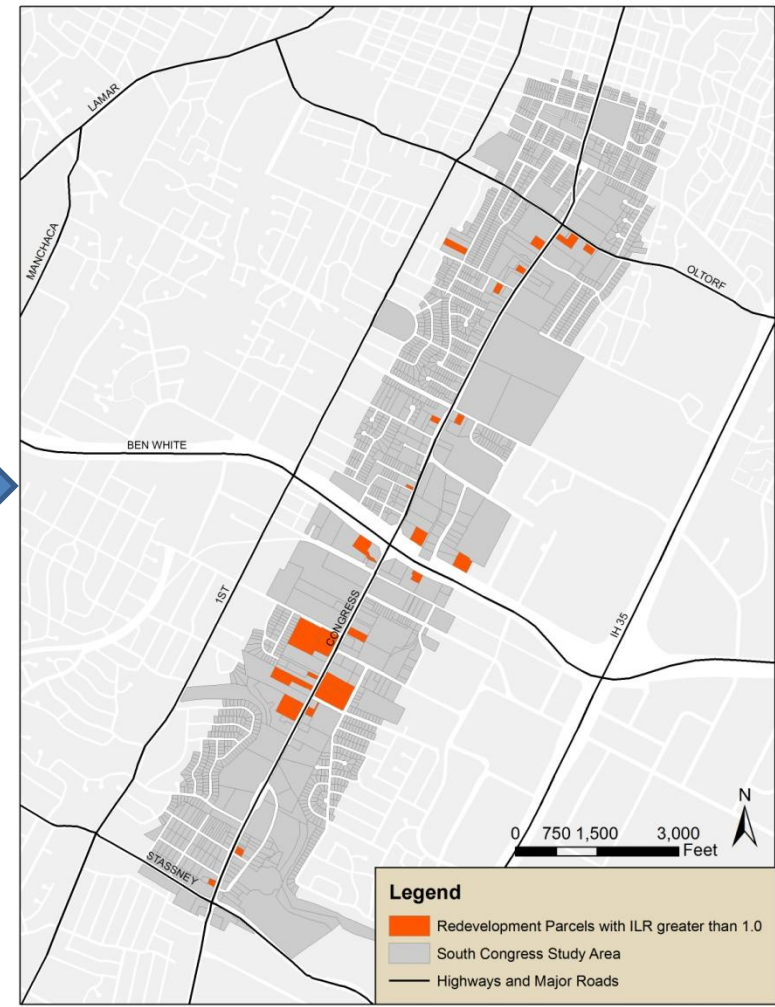 LAMAR
MANCHACA
OLTORF
BEN WHITE
1ST
CONGRESS
IH 35
STASSNEY
N
0 750 1,500 3,000
Feet
Legend
Redevelopment Parcels with ILR greater than 1.0
South Congress Study Area
Highways and Major Roads